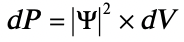 dP = |Ψ|² × dV